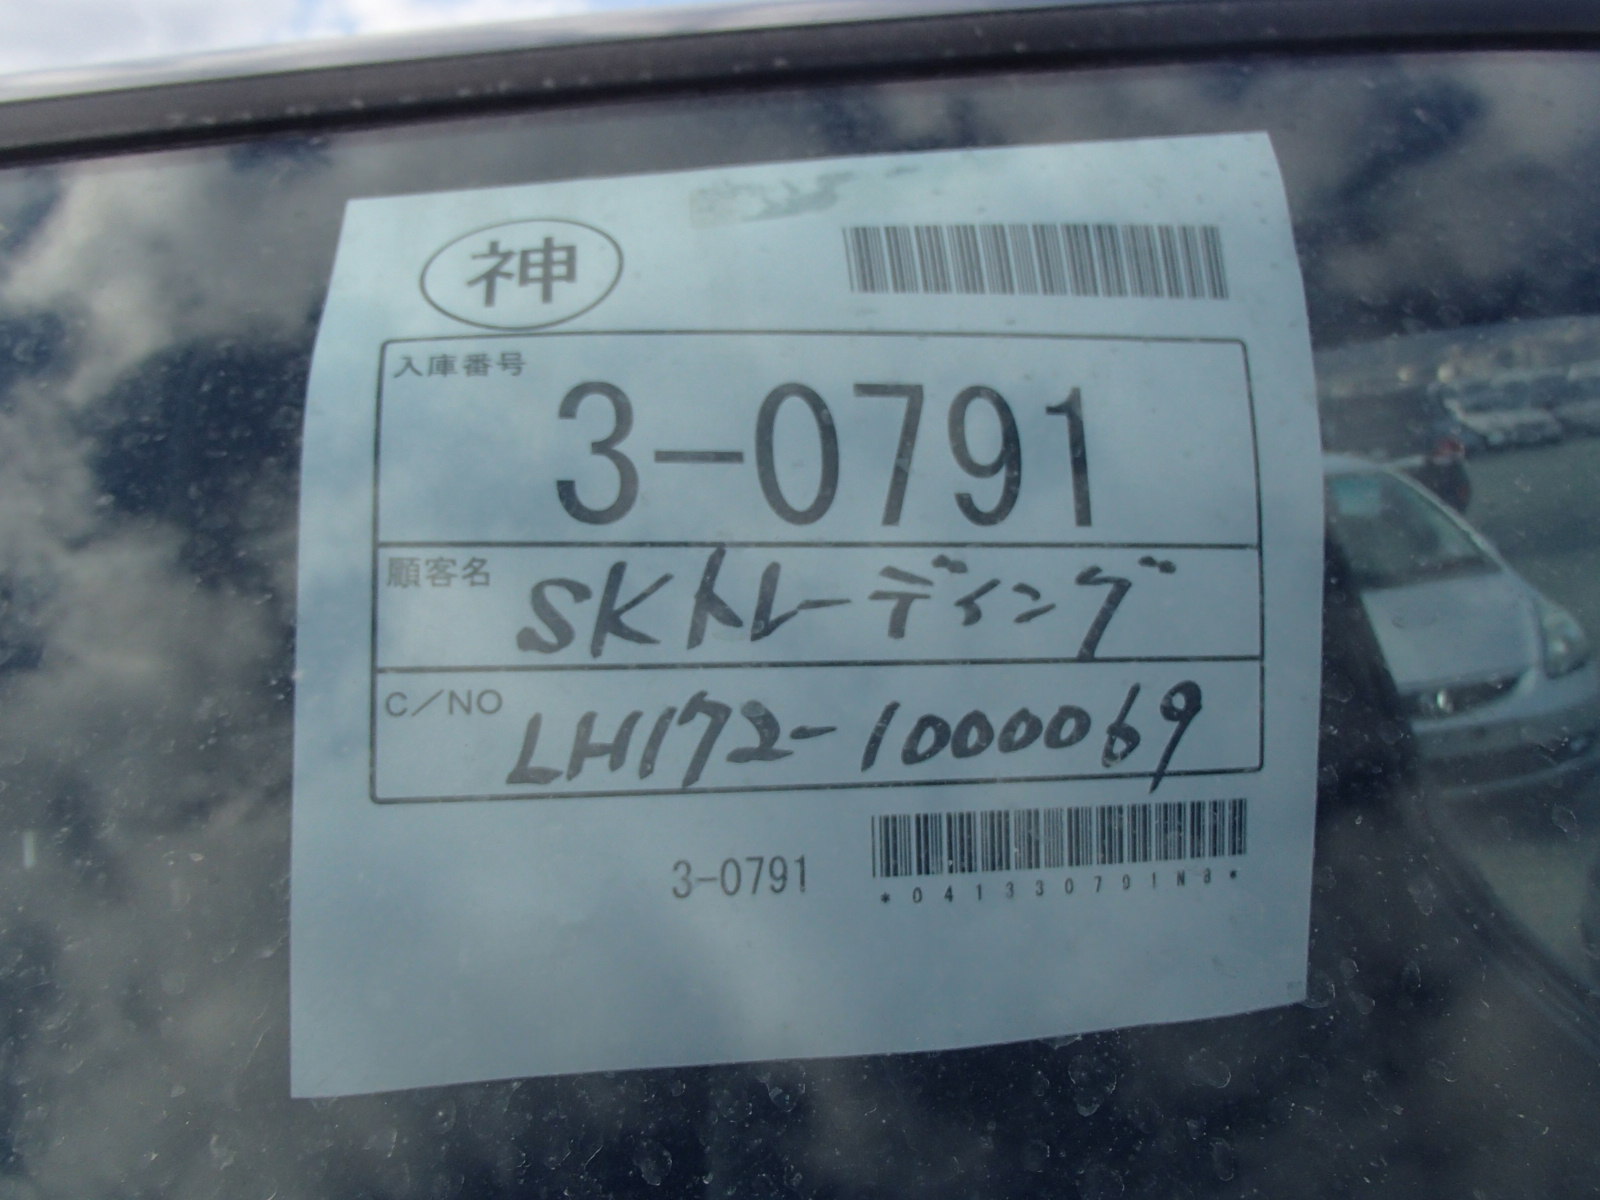 神
入庫番号
3-0791
顧客名
SKトレーディング
C/NO
LH172-1000069
3-0791
*041330791N8*